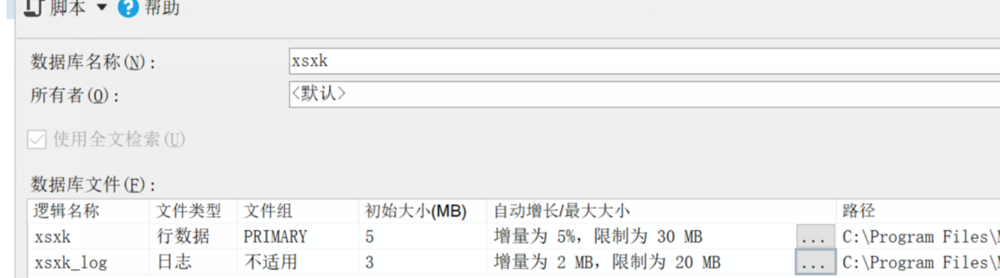 脚本 ▼ ? 帮助
数据库名称(N): xsxk
所有者(O): <默认>
使用全文检索(U)
数据库文件(F):
逻辑名称 文件类型 文件组 初始大小(MB) 自动增长/最大大小 路径
xsxk 行数据 PRIMARY 5 增量为 5%，限制为 30 MB ... C:\Program Files\
xsxk_log 日志 不适用 3 增量为 2 MB，限制为 20 MB ... C:\Program Files\